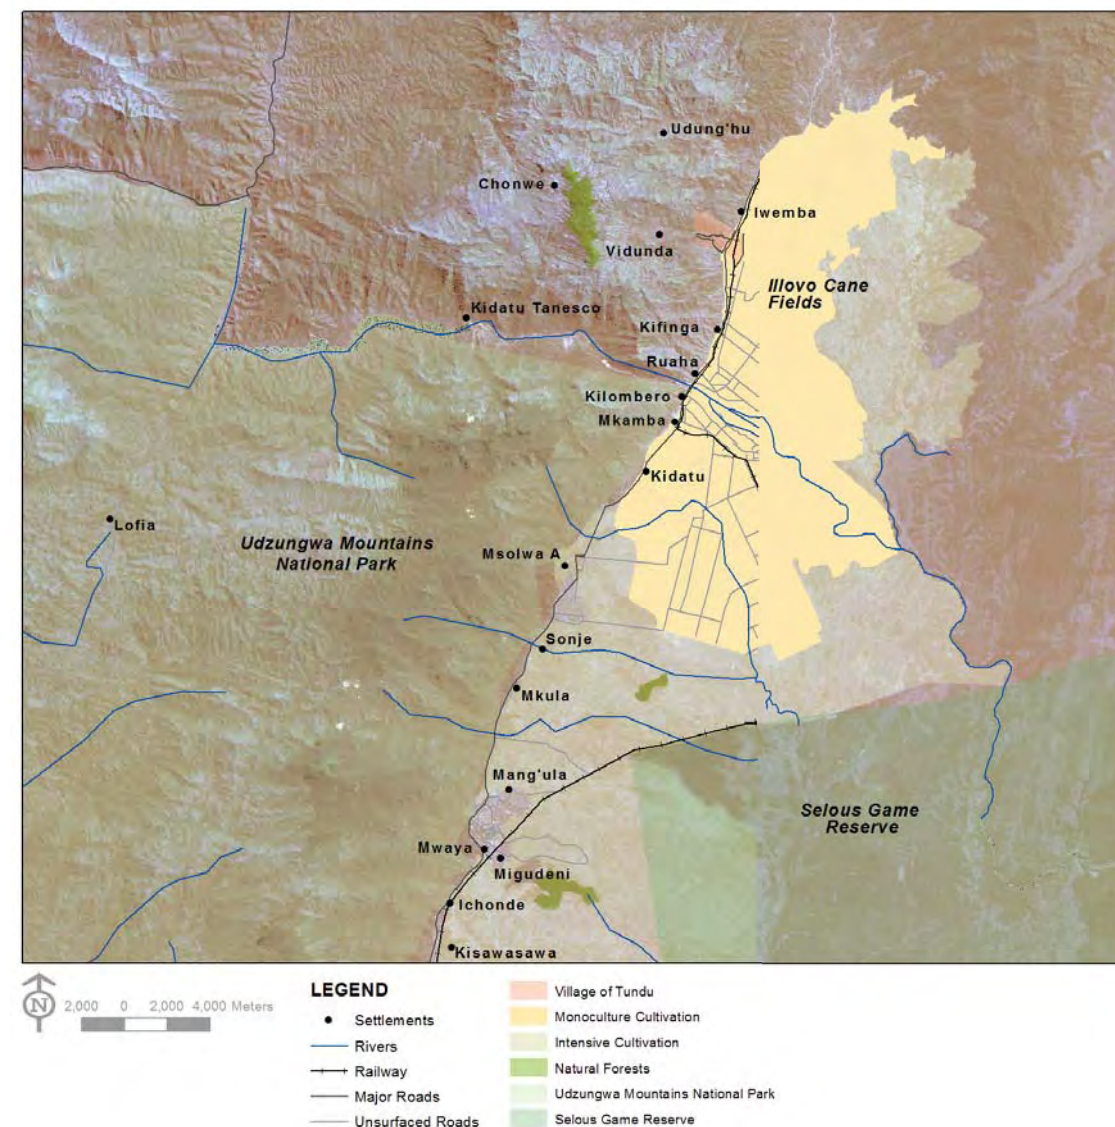 Udung'hu
Chonwe
Iwemba
Vidunda
Illovo Cane
Fields
Kidatu Tanesco
Kifinga
Ruaha
Kilombero
Mkamba
Kidatu
Lofia
Udzungwa Mountains
National Park
Msolwa A
Sonje
Mkula
Mang'ula
Selous Game
Reserve
Mwaya
Migudeni
Ichonde
Kisawasawa
N
2,000 0 2,000 4,000 Meters
LEGEND
Settlements
Rivers
Railway
Major Roads
Unsurfaced Roads
Village of Tundu
Monoculture Cultivation
Intensive Cultivation
Natural Forests
Udzungwa Mountains National Park
Selous Game Reserve